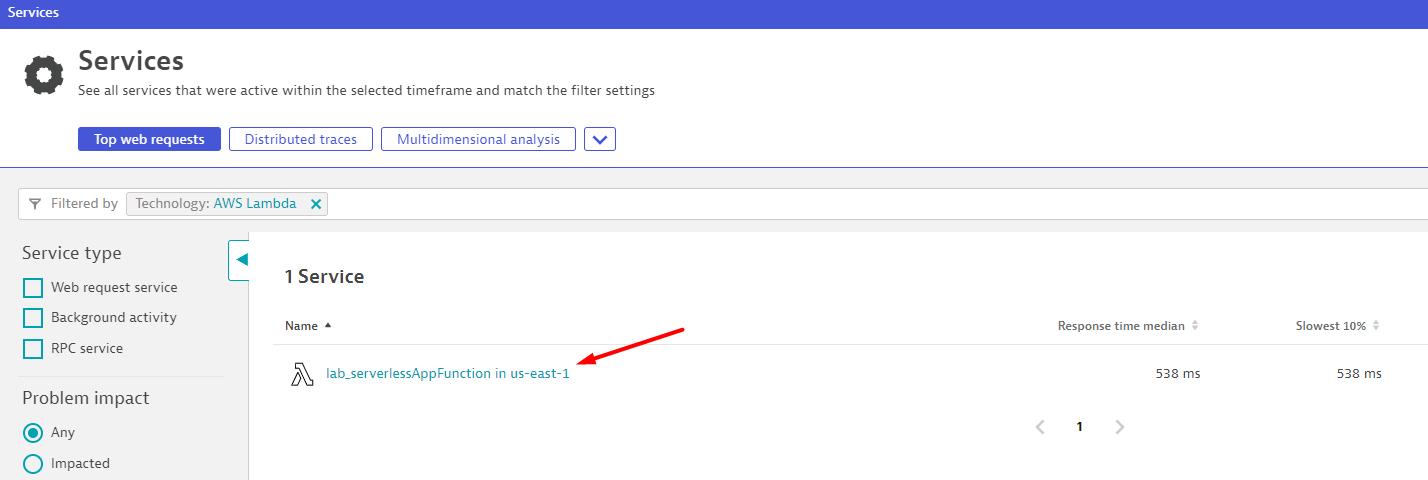 Services
Services
See all services that were active within the selected timeframe and match the filter settings
Top web requests
Distributed traces
Multidimensional analysis
Filtered by
Technology: AWS Lambda
Service type
Web request service
Background activity
RPC service
Problem impact
Any
Impacted
1 Service
Name
Response time median
Slowest 10%
lab_serverlessAppFunction in us-east-1
538 ms
538 ms
1